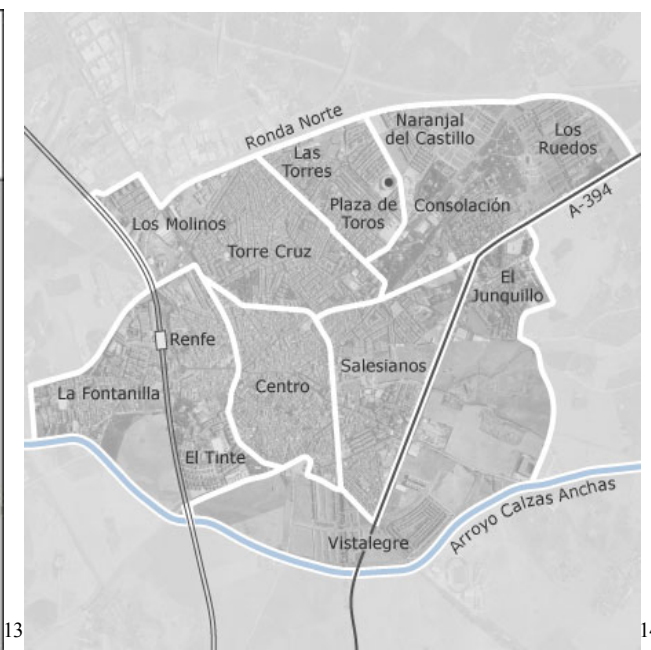 Ronda Norte
Naranjal
del Castillo
Los
Ruedos
Las
Torres
Plaza de
Toros
Consolación
A-394
Los Molinos
Torre Cruz
El
Junquillo
Renfe
Salesianos
La Fontanilla
Centro
El Tinte
Arroyo Calzas Anchas
Vistalegre
13